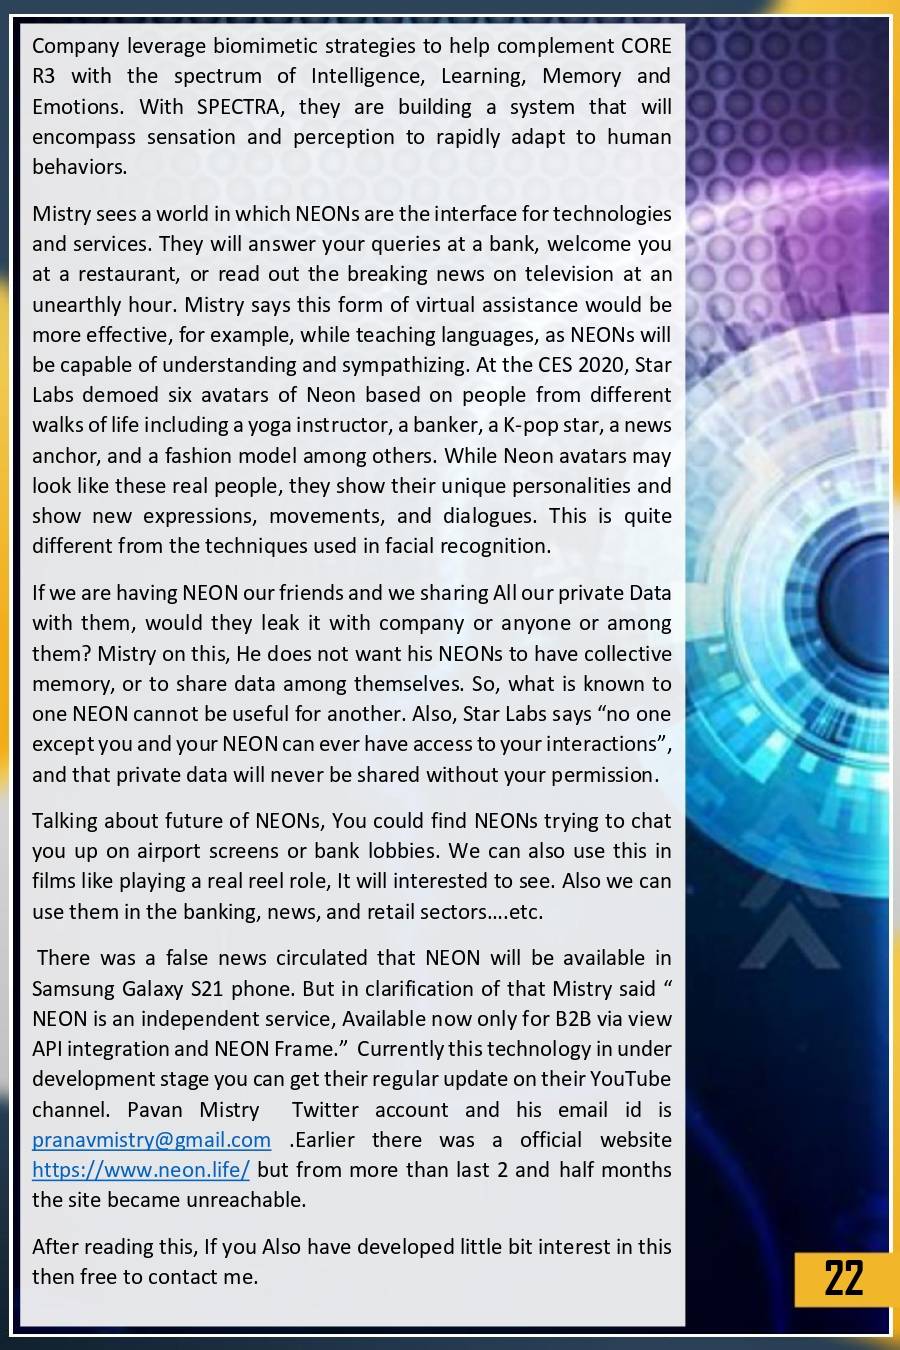 Company leverage biomimetic strategies to help complement CORE
R3 with the spectrum of Intelligence, Learning, Memory and
Emotions. With SPECTRA, they are building a system that will
encompass sensation and perception to rapidly adapt to human
behaviors.
Mistry sees a world in which NEONs are the interface for technologies
and services. They will answer your queries at a bank, welcome you
at a restaurant, or read out the breaking news on television at an
unearthly hour. Mistry says this form of virtual assistance would be
more effective, for example, while teaching languages, as NEONs will
be capable of understanding and sympathizing. At the CES 2020, Star
Labs demoed six avatars of Neon based on people from different
walks of life including a yoga instructor, a banker, a K-pop star, a news
anchor, and a fashion model among others. While Neon avatars may
look like these real people, they show their unique personalities and
show new expressions, movements, and dialogues. This is quite
different from the techniques used in facial recognition.
If we are having NEON our friends and we sharing All our private Data
with them, would they leak it with company or anyone or among
them? Mistry on this, He does not want his NEONs to have collective
memory, or to share data among themselves. So, what is known to
one NEON cannot be useful for another. Also, Star Labs says “no one
except you and your NEON can ever have access to your interactions”,
and that private data will never be shared without your permission.
Talking about future of NEONs, You could find NEONs trying to chat
you up on airport screens or bank lobbies. We can also use this in
films like playing a real reel role, It will interested to see. Also we can
use them in the banking, news, and retail sectors....etc.
There was a false news circulated that NEON will be available in
Samsung Galaxy S21 phone. But in clarification of that Mistry said “
NEON is an independent service, Available now only for B2B via view
API integration and NEON Frame.” Currently this technology in under
development stage you can get their regular update on their YouTube
channel. Pavan Mistry Twitter account and his email id is
pranavmistry@gmail.com .Earlier there was a official website
https://www.neon.life/ but from more than last 2 and half months
the site became unreachable.
After reading this, If you Also have developed little bit interest in this
then free to contact me.
22